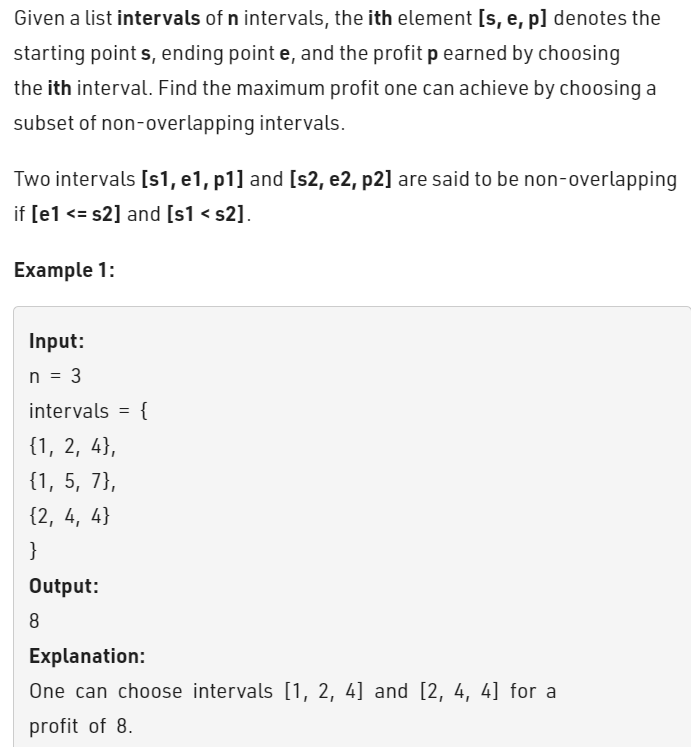 Given a list intervals of n intervals, the ith element [s, e, p] denotes the
starting point s, ending point e, and the profit p earned by choosing
the ith interval. Find the maximum profit one can achieve by choosing a
subset of non-overlapping intervals.
Two intervals [s1, e1, p1] and [s2, e2, p2] are said to be non-overlapping
if [e1 <= s2] and [s1 < s2].
Example 1:
Input:
n = 3
intervals = {
{1, 2, 4},
{1, 5, 7},
{2, 4, 4}
}
Output:
8
Explanation:
One can choose intervals [1, 2, 4] and [2, 4, 4] for a
profit of 8.